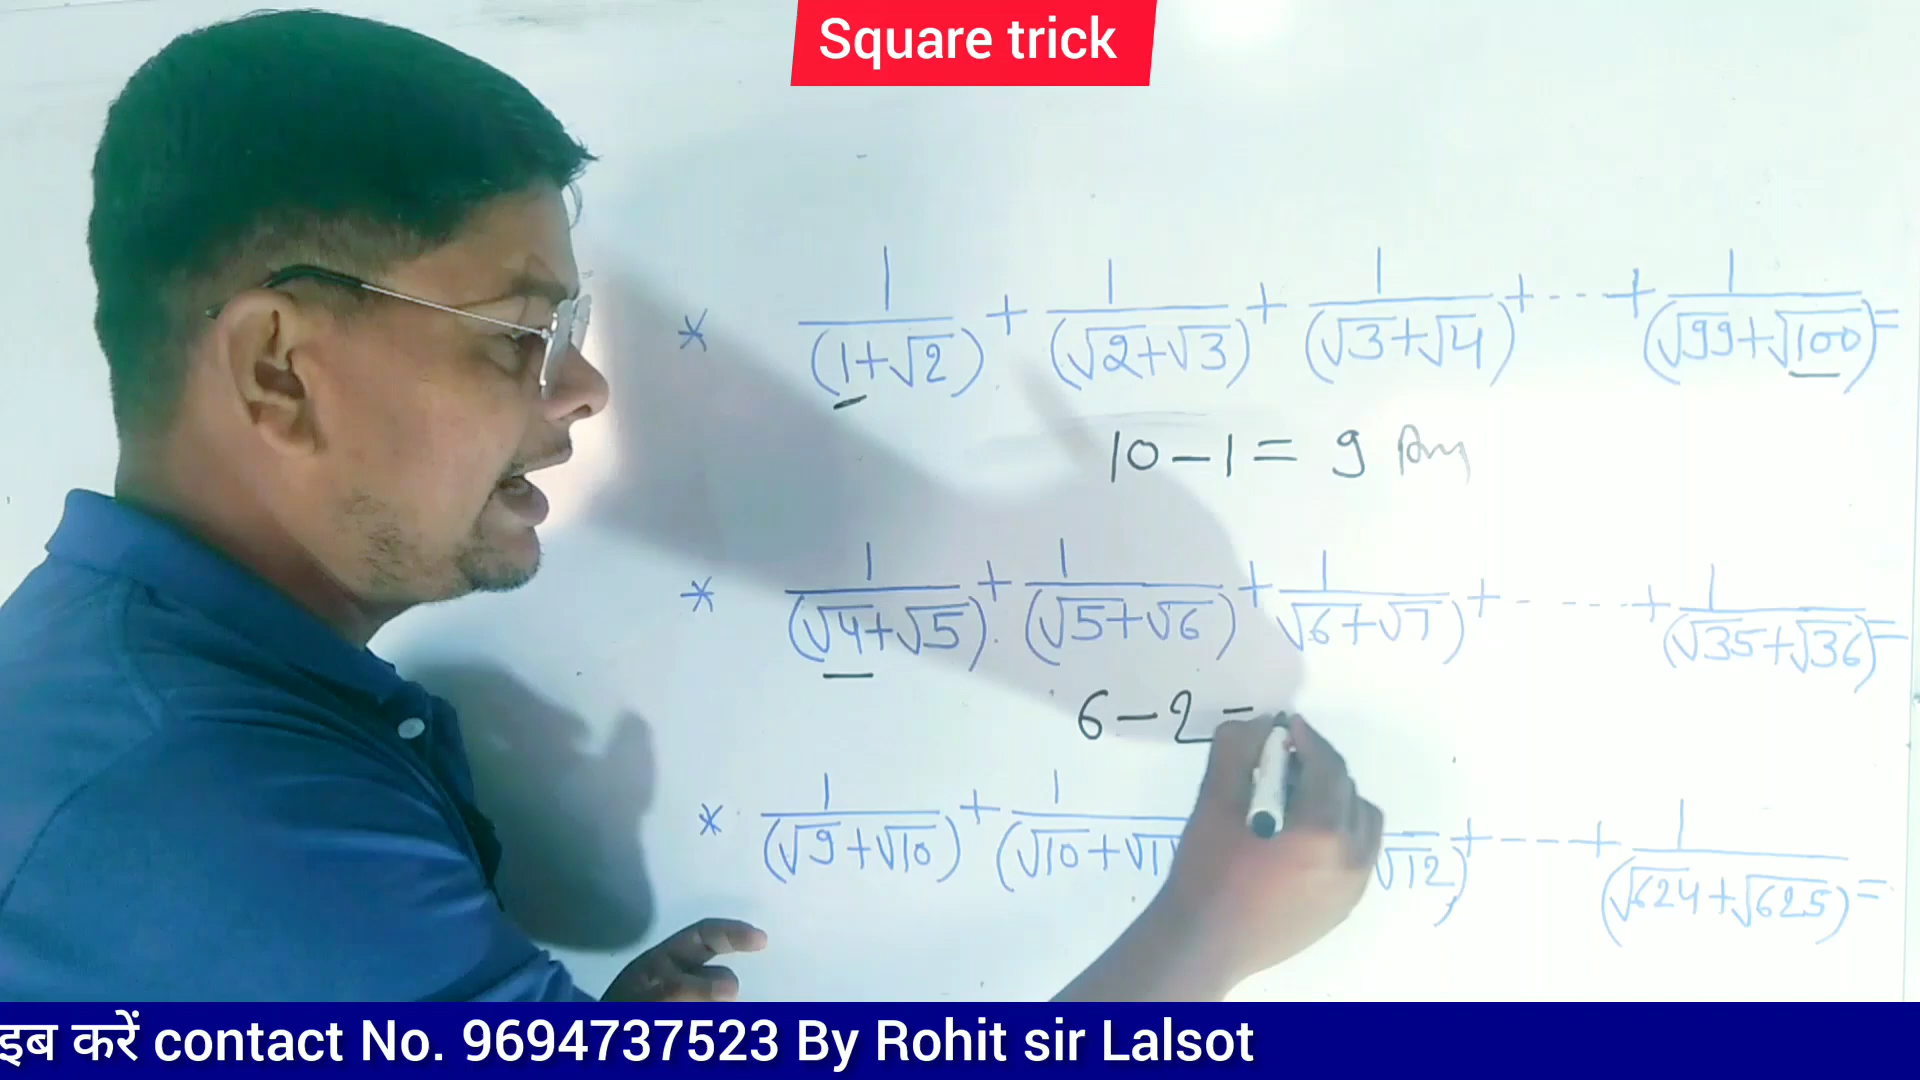 Square trick
* 1/(1+√2) + 1/(√2+√3) + 1/(√3+√4) + --- + 1/(√99+√100) =
10-1 = 9 Ans
* 1/(√4+√5) + 1/(√5+√6) + 1/(√6+√7) + ---- + 1/(√35+√36) =
6-2 =
* 1/(√9+√10) + 1/(√10+√11 √12) + --- + 1/(√624+√625) =
इब करें contact No. 9694737523 By Rohit sir Lalsot